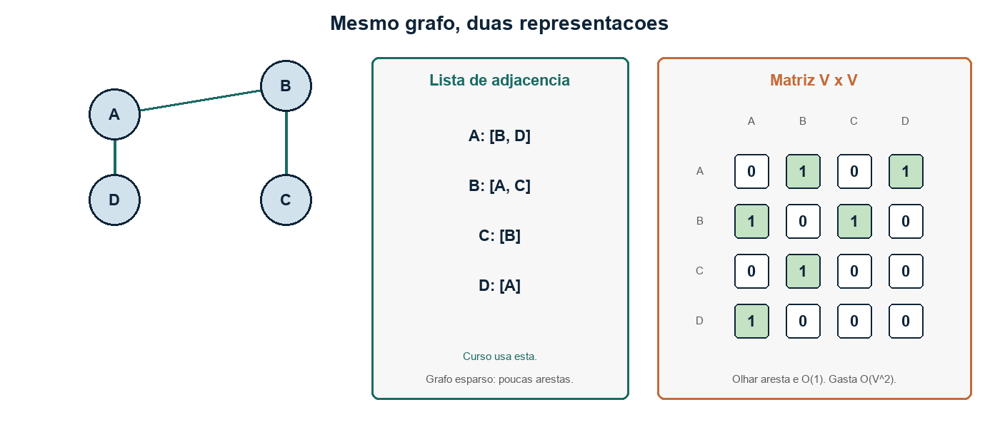 Mesmo grafo, duas representacoes
A
B
D
C
Lista de adjacencia
A: [B, D]
B: [A, C]
C: [B]
D: [A]
Curso usa esta.
Grafo esparso: poucas arestas.
Matriz V x V
A B C D
A 0 1 0 1
B 1 0 1 0
C 0 1 0 0
D 1 0 0 0
Olhar aresta e O(1). Gasta O(V^2).